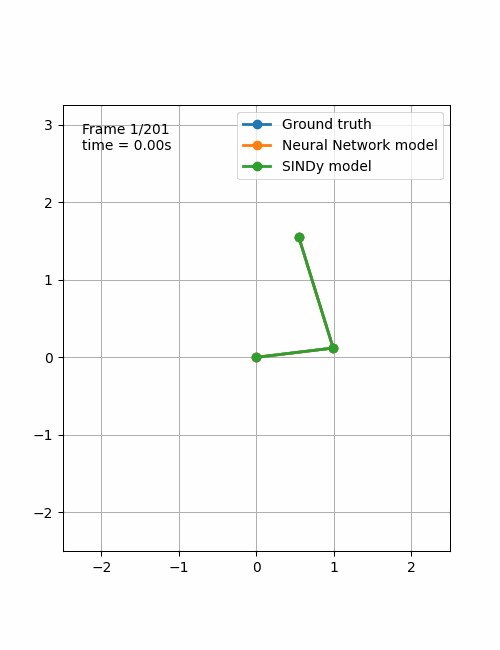 Frame 1/201
time = 0.00s
Ground truth
Neural Network model
SINDy model
3
2
1
0
−1
−2
−2
−1
0
1
2